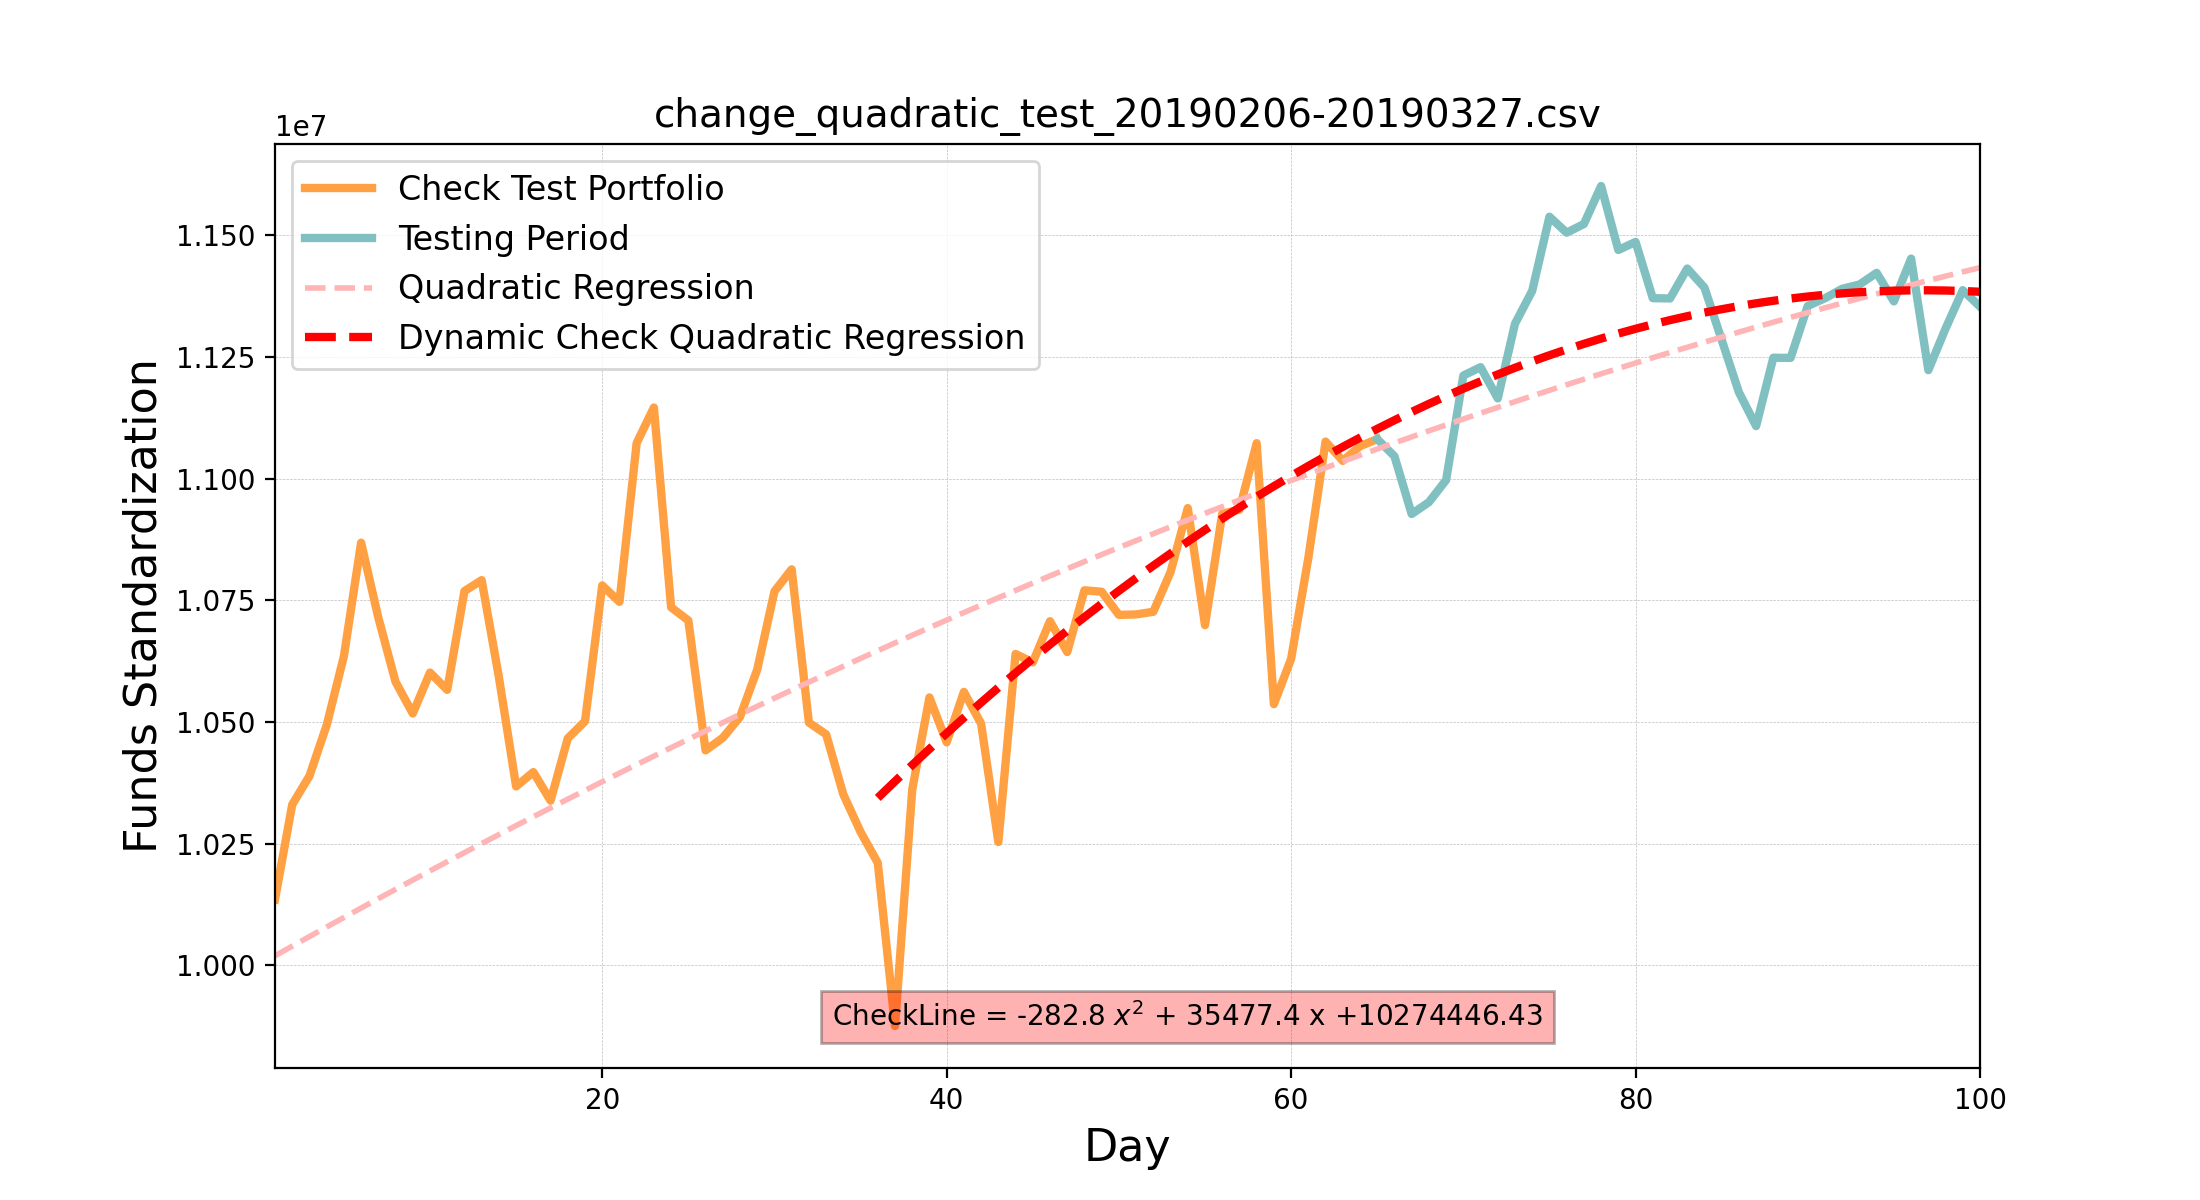 change_quadratic_test_20190206-20190327.csv
1e7
Check Test Portfolio
Testing Period
Quadratic Regression
Dynamic Check Quadratic Regression
1.150
1.125
1.100
1.075
1.050
1.025
1.000
Funds Standardization
CheckLine = -282.8 x² + 35477.4 x +10274446.43
20 40 60 80 100
Day